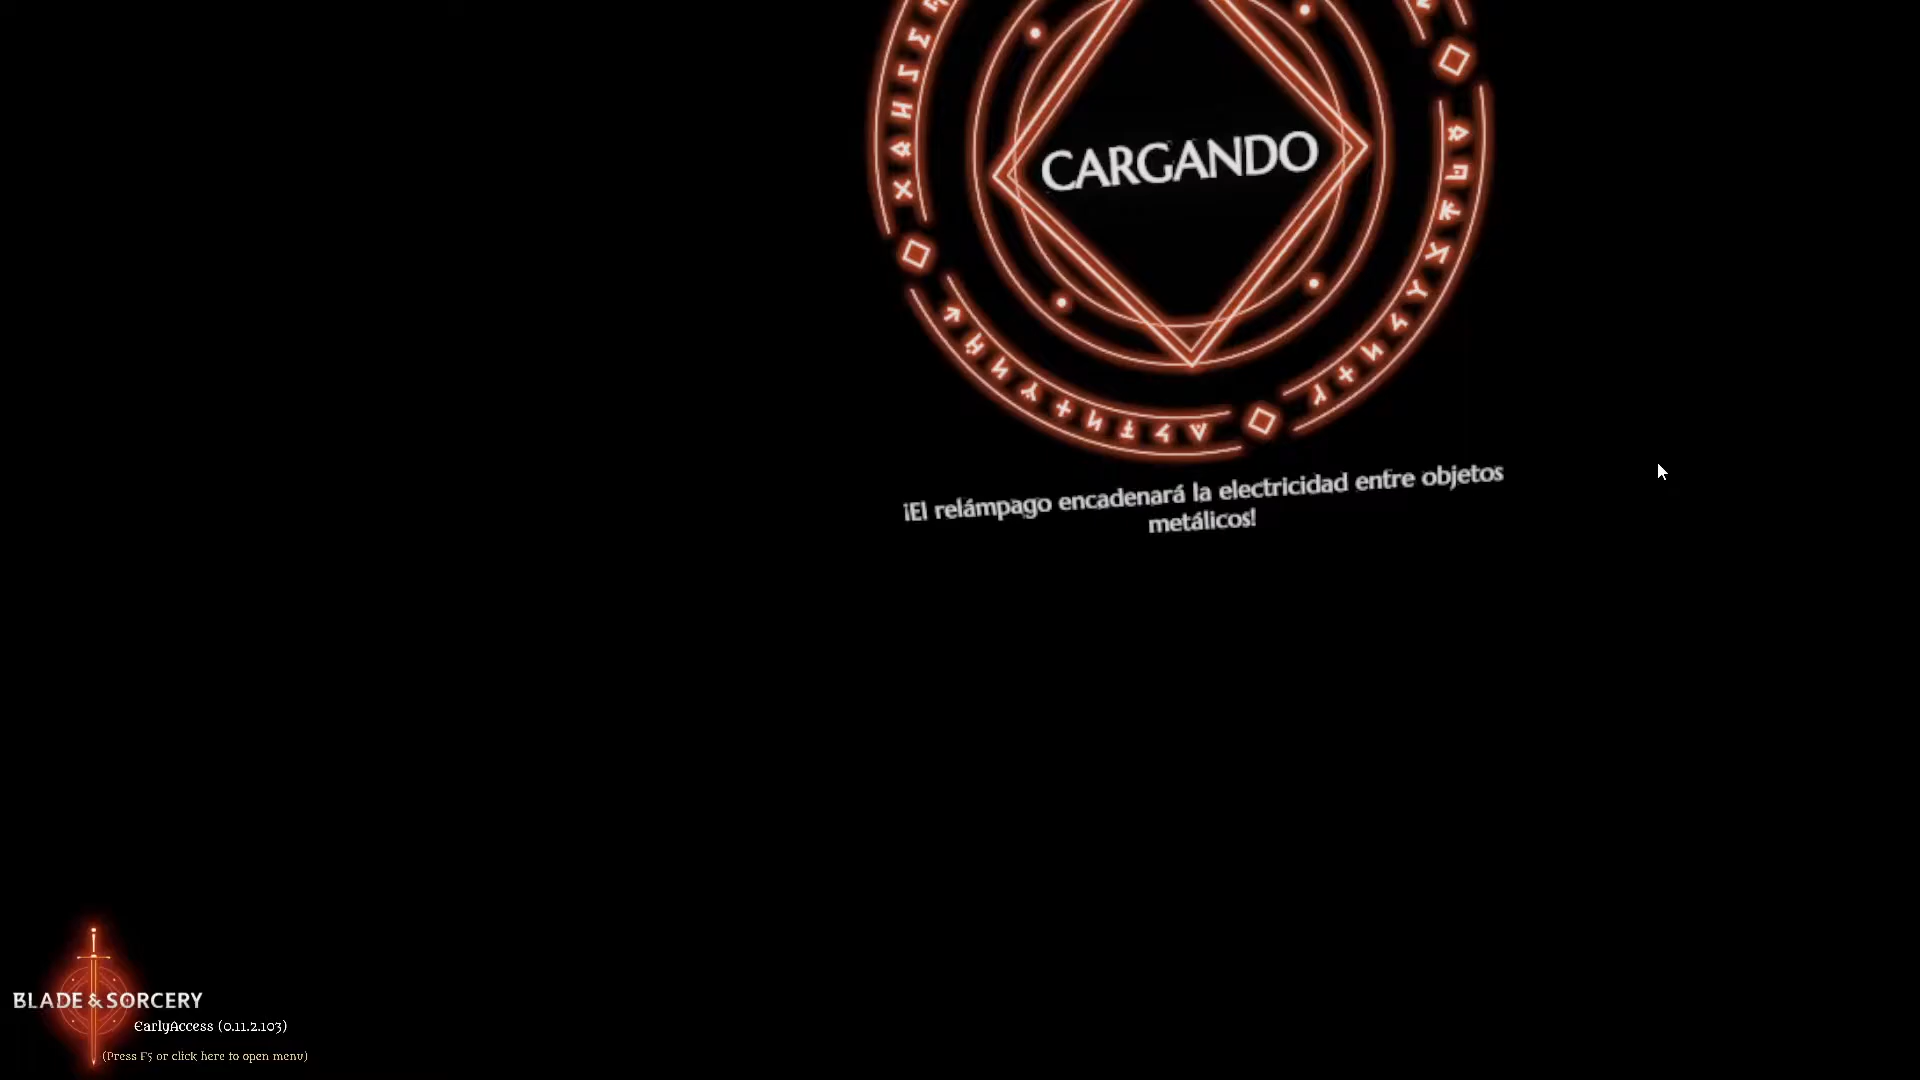 CARGANDO
¡El relámpago encadenará la electricidad entre objetos
metálicos!
BLADE & SORCERY
EarlyAccess (0.11.2.103)
(Press F5 or click here to open menu)